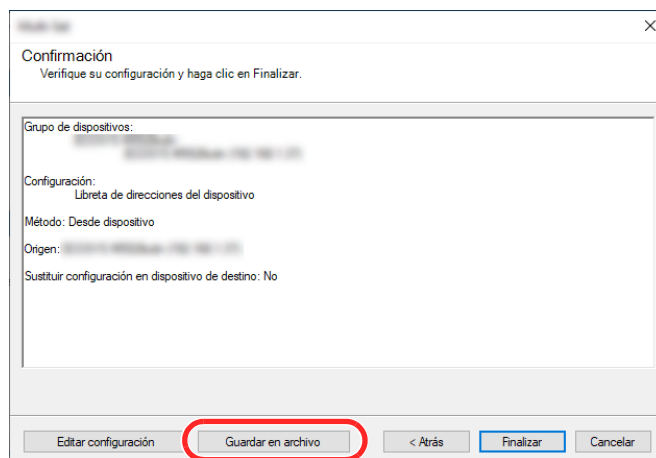 Confirmación
Verifique su configuración y haga clic en Finalizar.
Grupo de dispositivos:
Configuración:
Libreta de direcciones del dispositivo
Método: Desde dispositivo
Origen:
Sustituir configuración en dispositivo de destino: No
Editar configuración
Guardar en archivo
< Atrás
Finalizar
Cancelar